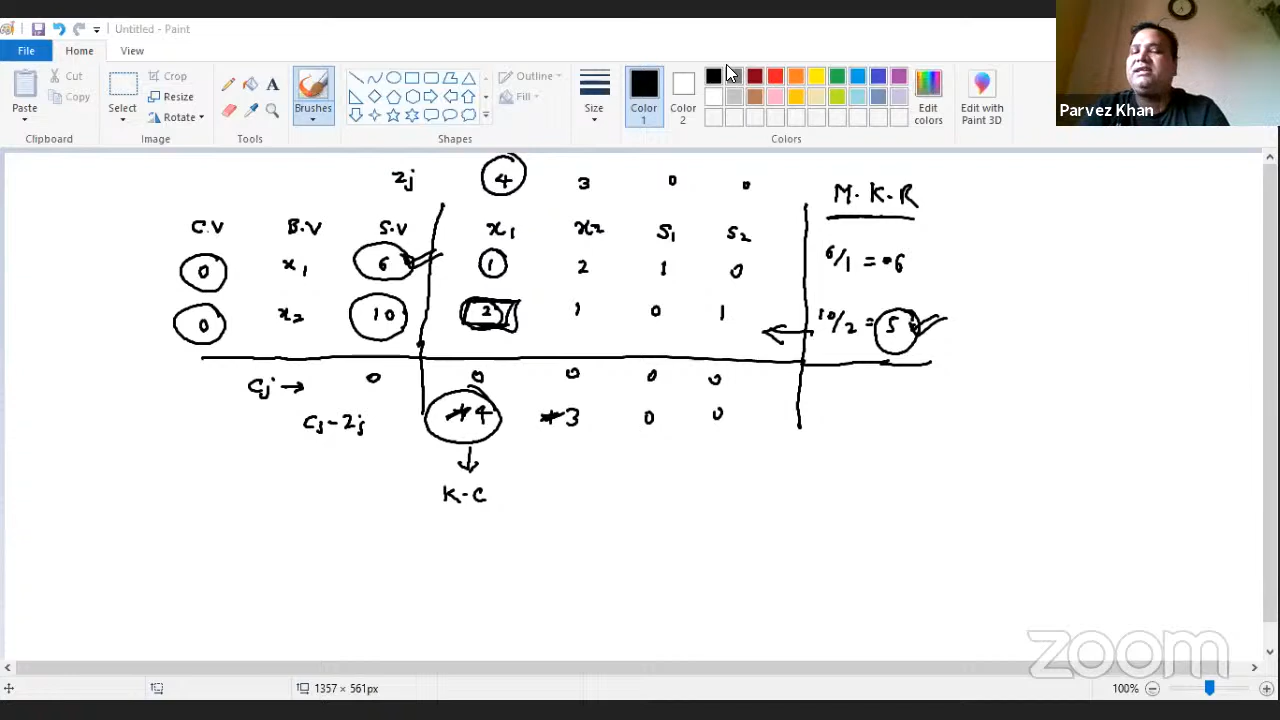 Untitled - Paint
File Home View
Paste Cut Copy Select Crop Resize Rotate A Brushes Outline Fill Size Color 1 Color 2 Edit colors Edit with Paint 3D
Clipboard Image Tools Shapes Colors
Parvez Khan
2j 4 3 0 0 M.K.R
C.V B.V S.V x1 x2 S1 S2
0 x1 6 1 2 1 0 6/1 = 6
0 x2 10 2 1 0 1 10/2 = 5
Cj → 0 0 0 0 0
Cj - 2j 4 3 0 0
K-C
zoom
1357 × 561px 100%